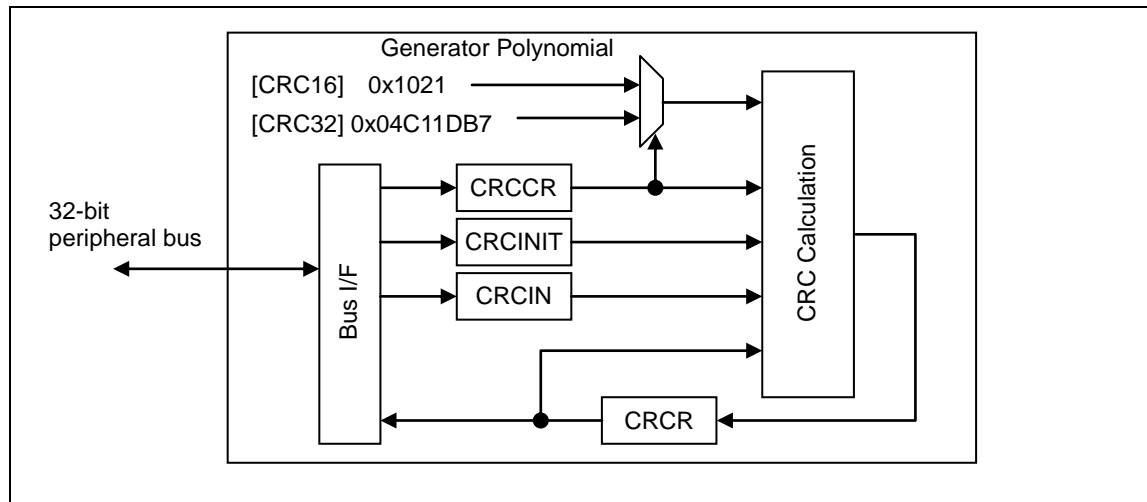 Generator Polynomial
[CRC16] 0x1021
[CRC32] 0x04C11DB7
32-bit
peripheral bus
Bus I/F
CRCCR
CRCINIT
CRCIN
CRC Calculation
CRCR